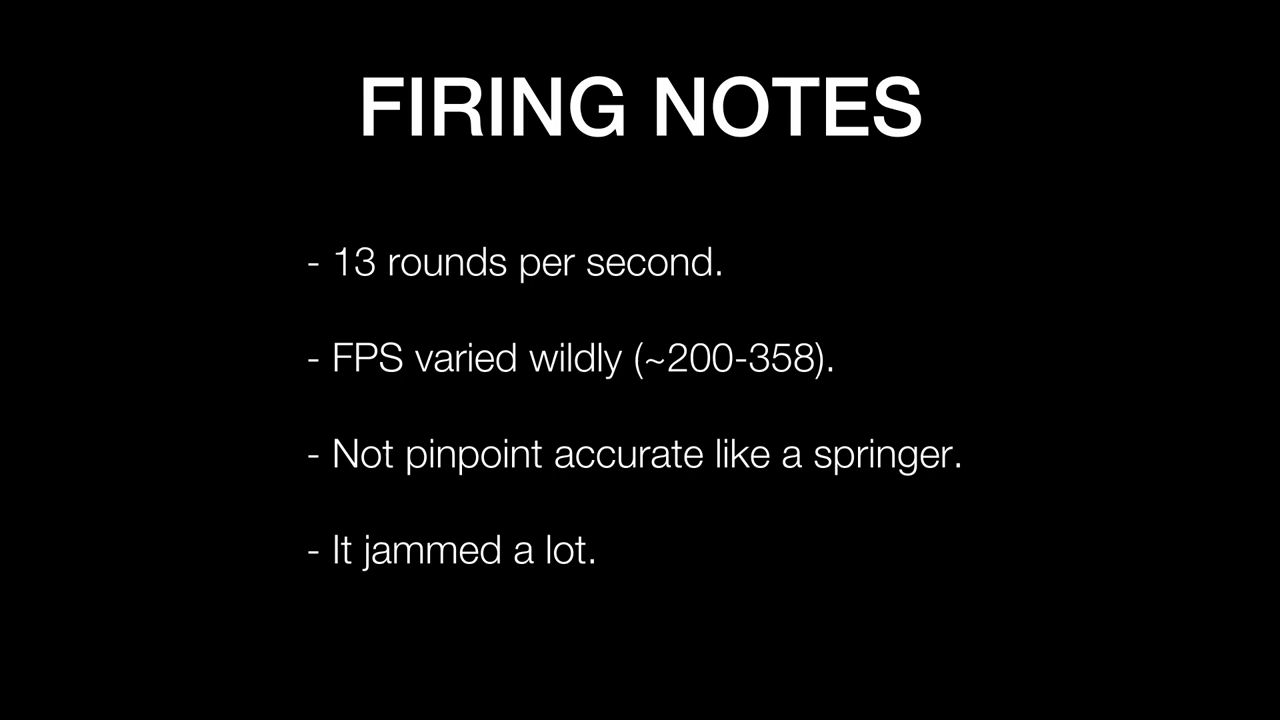 FIRING NOTES
- 13 rounds per second.
- FPS varied wildly (~200-358).
- Not pinpoint accurate like a springer.
- It jammed a lot.